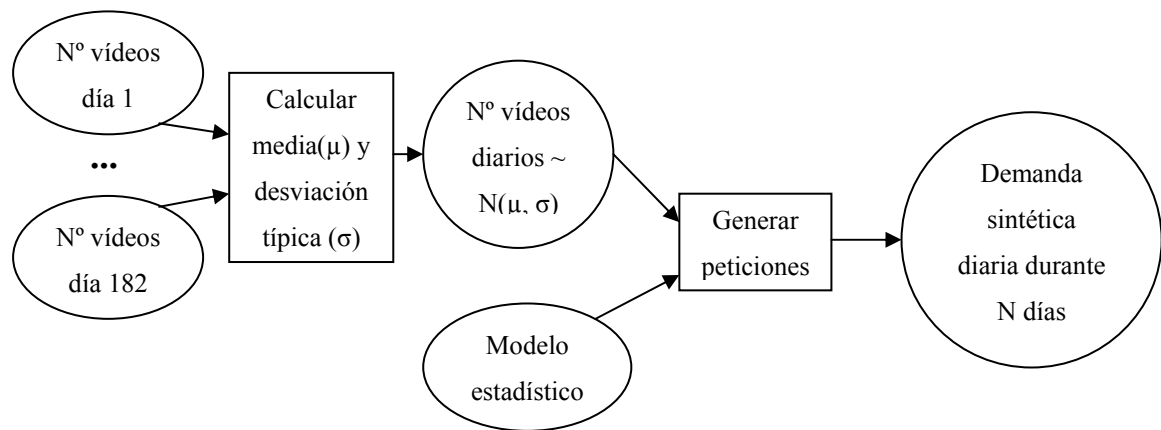 Nº vídeos
día 1
...
Nº vídeos
día 182
Calcular
media(μ) y
desviación
típica (σ)
Nº vídeos
diarios ~
N(μ, σ)
Modelo
estadístico
Generar
peticiones
Demanda
sintética
diaria durante
N días